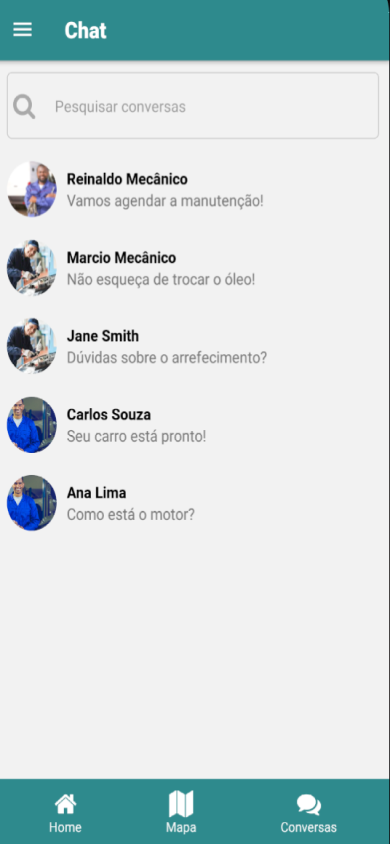 Chat
Pesquisar conversas
Reinaldo Mecânico
Vamos agendar a manutenção!
Marcio Mecânico
Não esqueça de trocar o óleo!
Jane Smith
Dúvidas sobre o arrefecimento?
Carlos Souza
Seu carro está pronto!
Ana Lima
Como está o motor?
Home
Mapa
Conversas